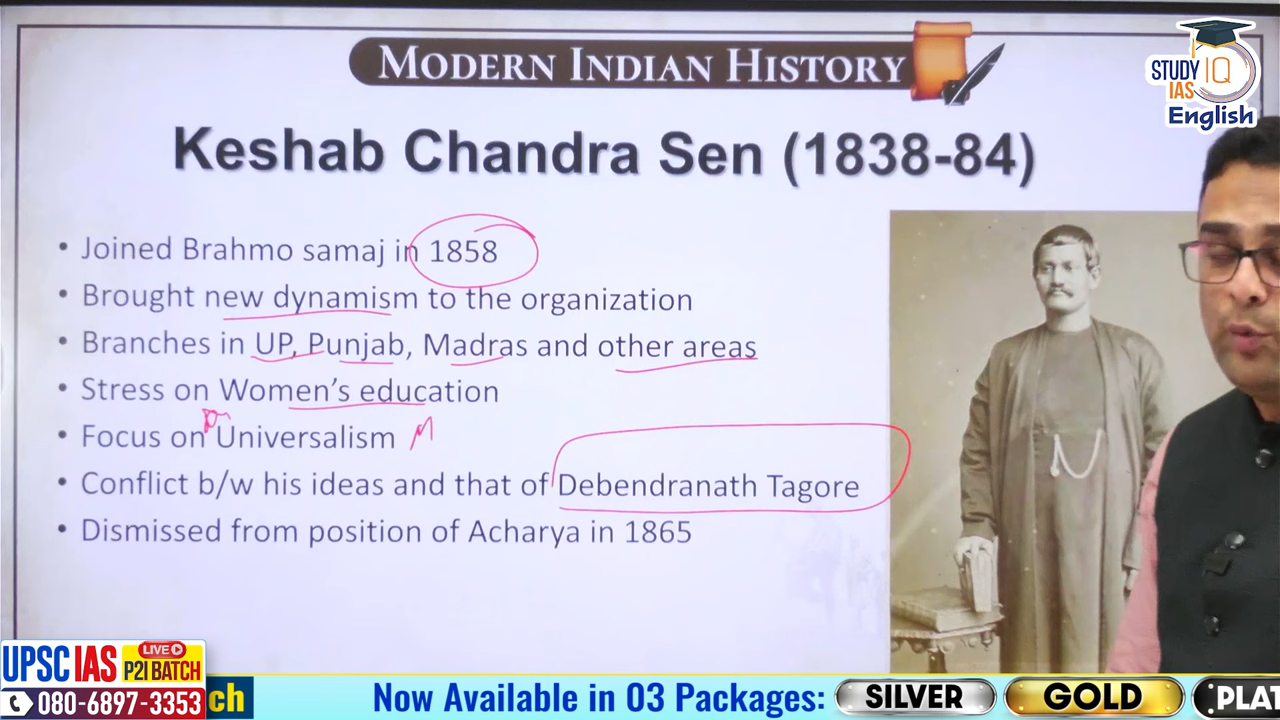 MODERN INDIAN HISTORY
STUDY IQ
IAS
English
Keshab Chandra Sen (1838-84)
• Joined Brahmo samaj in 1858
• Brought new dynamism to the organization
• Branches in UP, Punjab, Madras and other areas
• Stress on Women’s education
• Focus on Universalism
• Conflict b/w his ideas and that of Debendranath Tagore
• Dismissed from position of Acharya in 1865
UPSC IAS LIVE P2I BATCH
080-6897-3353
ch
Now Available in 03 Packages: SILVER GOLD PLAT